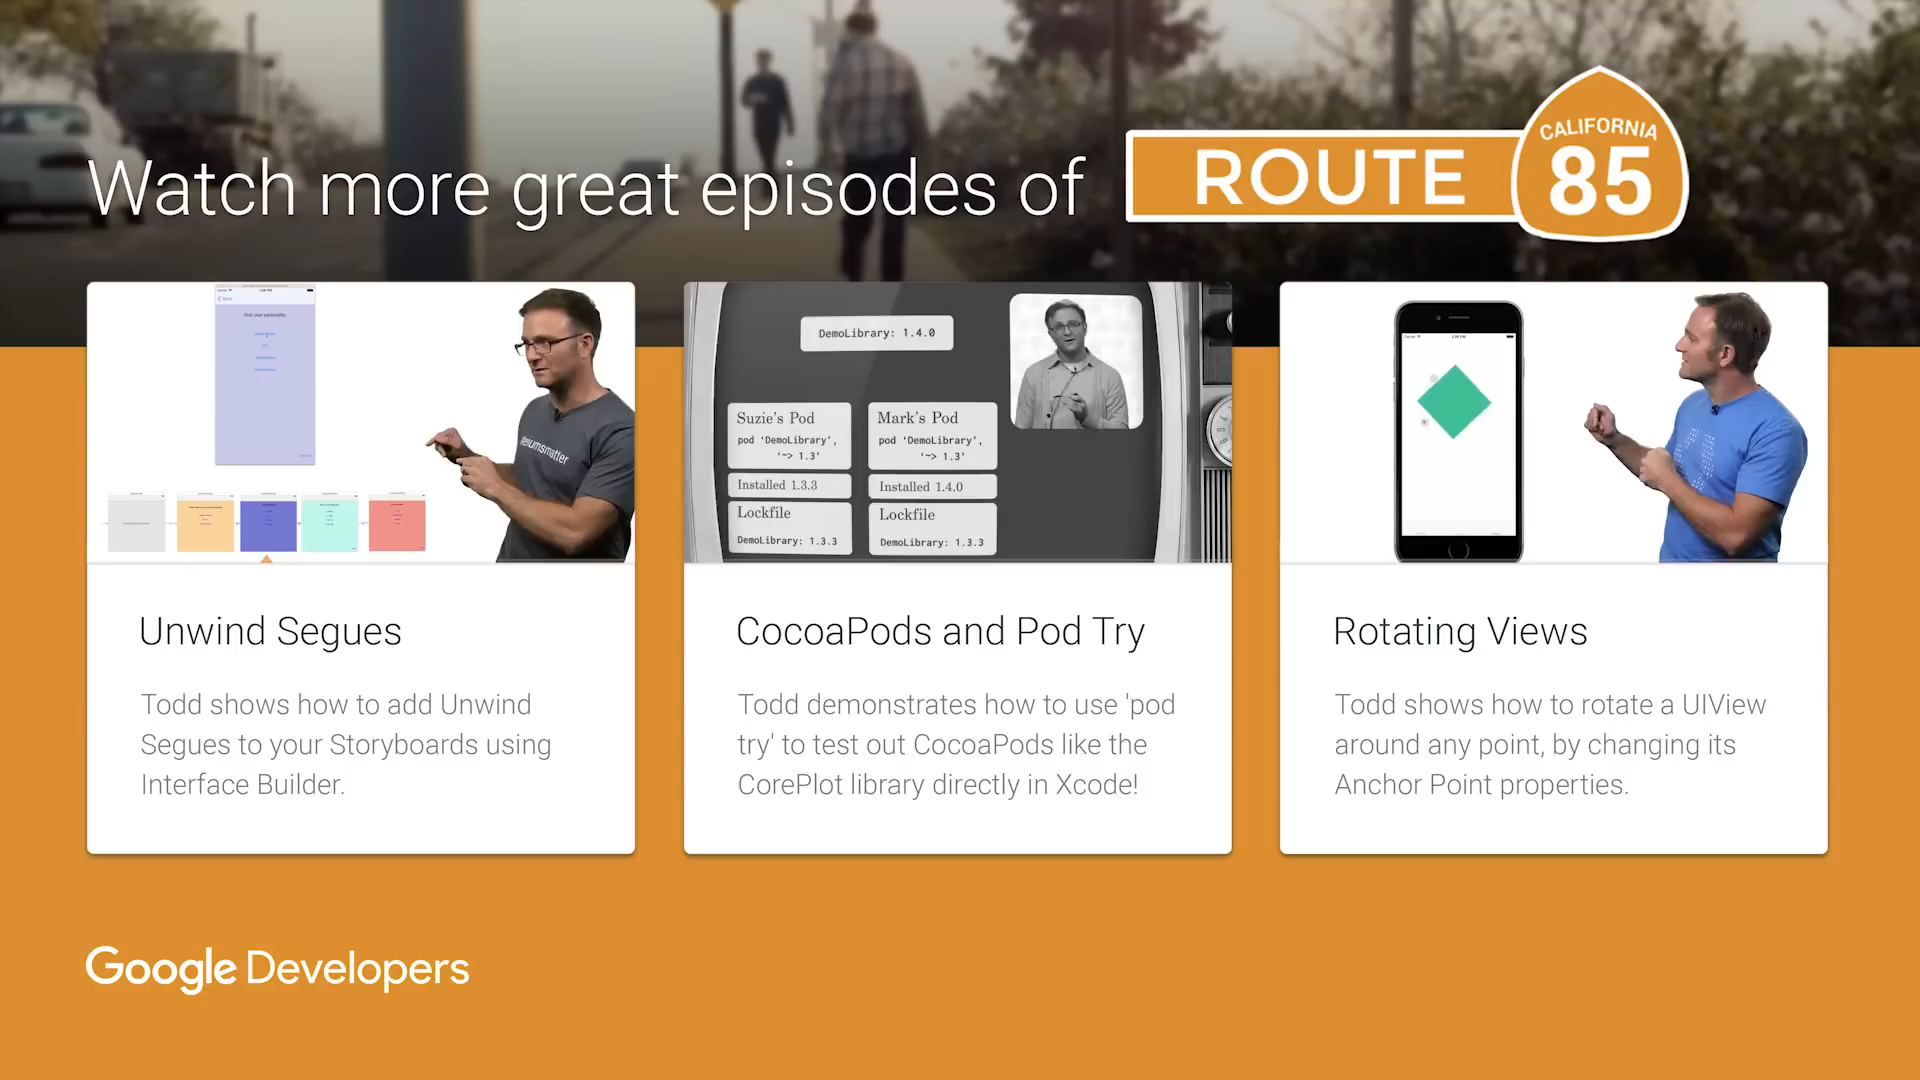 Watch more great episodes of
ROUTE
CALIFORNIA
85
Pick your personality
#enumsmatter
DemoLibrary: 1.4.0
Suzie's Pod
pod ‘DemoLibrary’,
‘~> 1.3’
Installed 1.3.3
Lockfile
DemoLibrary: 1.3.3
Mark's Pod
pod ‘DemoLibrary’,
‘~> 1.3’
Installed 1.4.0
Lockfile
DemoLibrary: 1.3.3
Unwind Segues
Todd shows how to add Unwind
Segues to your Storyboards using
Interface Builder.
CocoaPods and Pod Try
Todd demonstrates how to use 'pod
try' to test out CocoaPods like the
CorePlot library directly in Xcode!
Rotating Views
Todd shows how to rotate a UIView
around any point, by changing its
Anchor Point properties.
Google Developers